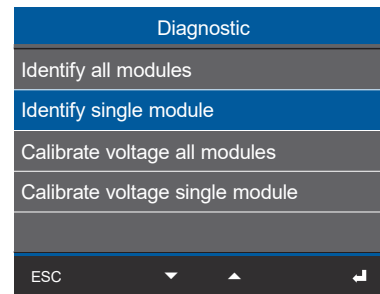 Diagnostic
Identify all modules
Identify single module
Calibrate voltage all modules
Calibrate voltage single module
ESC